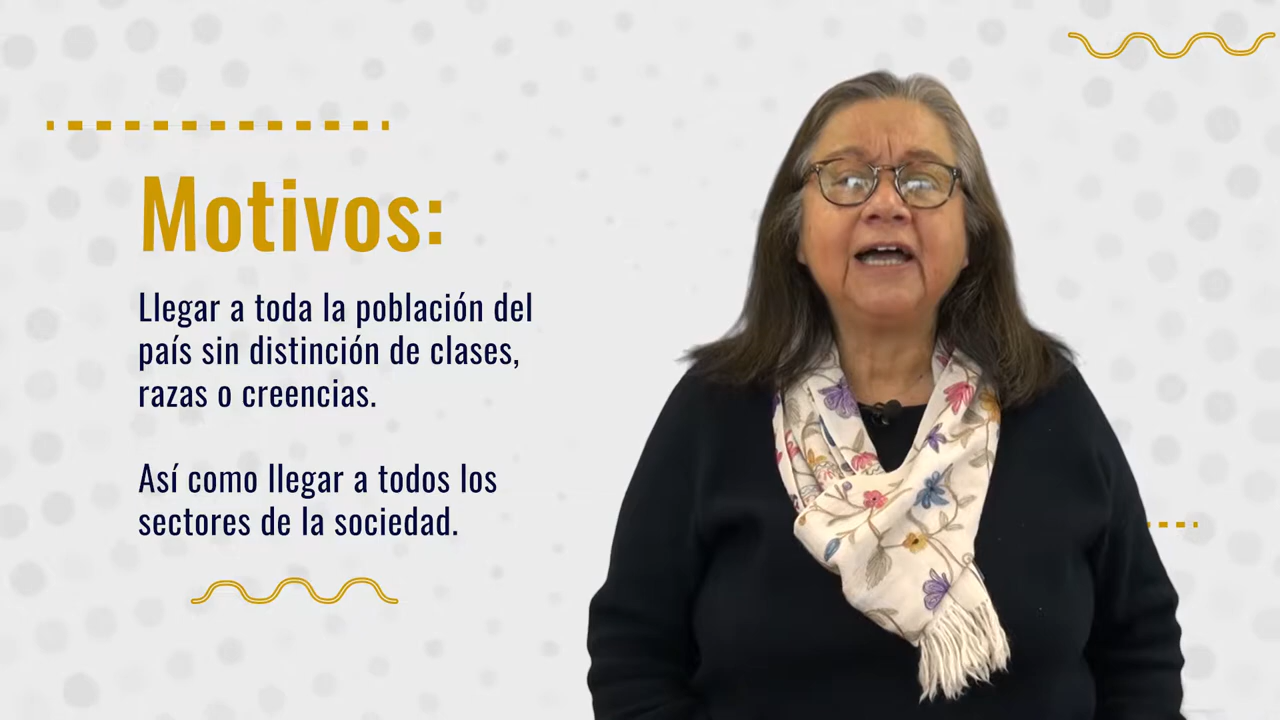 Motivos:
Llegar a toda la población del
país sin distinción de clases,
razas o creencias.
Así como llegar a todos los
sectores de la sociedad.